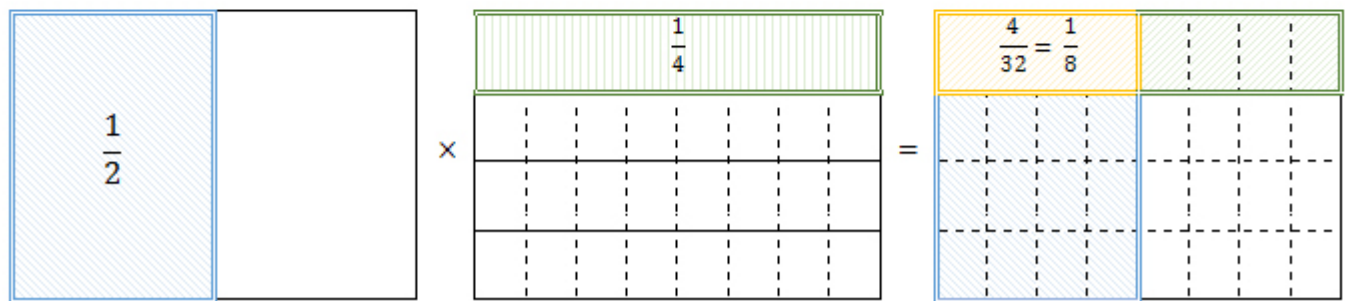 1/2 × 1/4 = 4/32 = 1/8